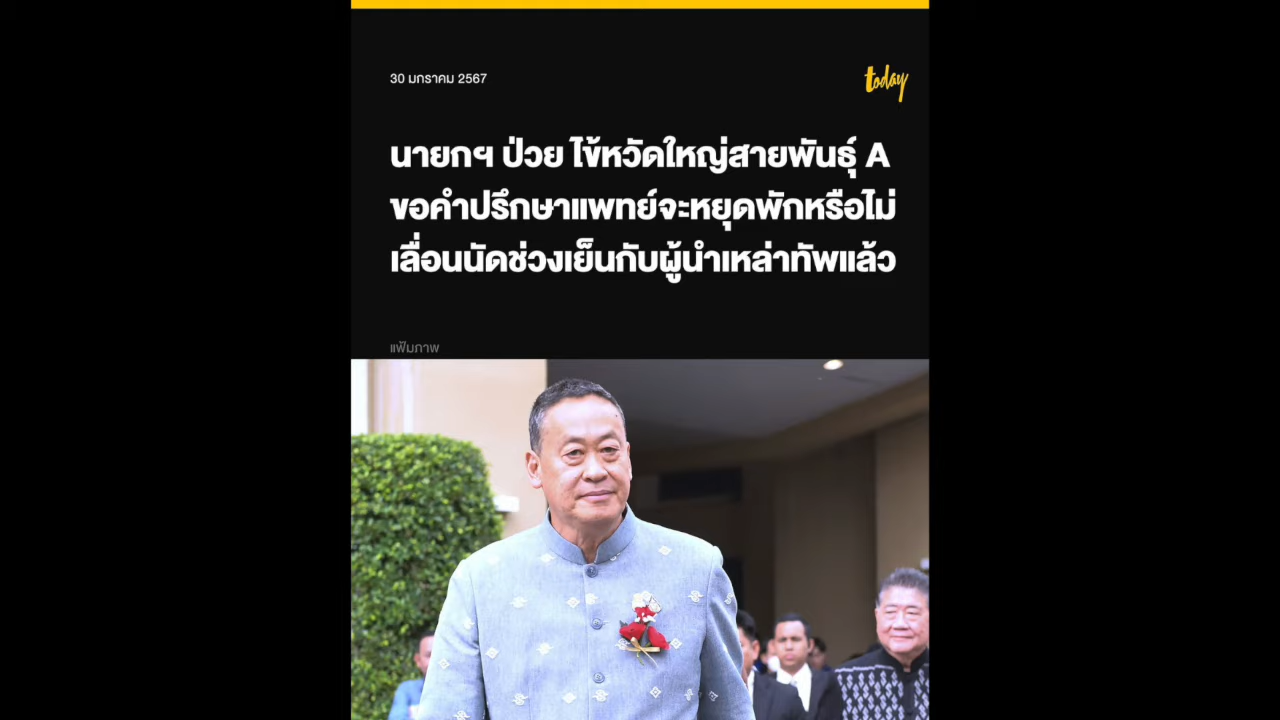 30 มกราคม 2567
today
นายกฯ ป่วย ไข้หวัดใหญ่สายพันธุ์ A
ขอคำปรึกษาแพทย์จะหยุดพักหรือไม่
เลื่อนนัดช่วงเย็นกับผู้นำเหล่าทัพแล้ว
แฟ้มภาพ